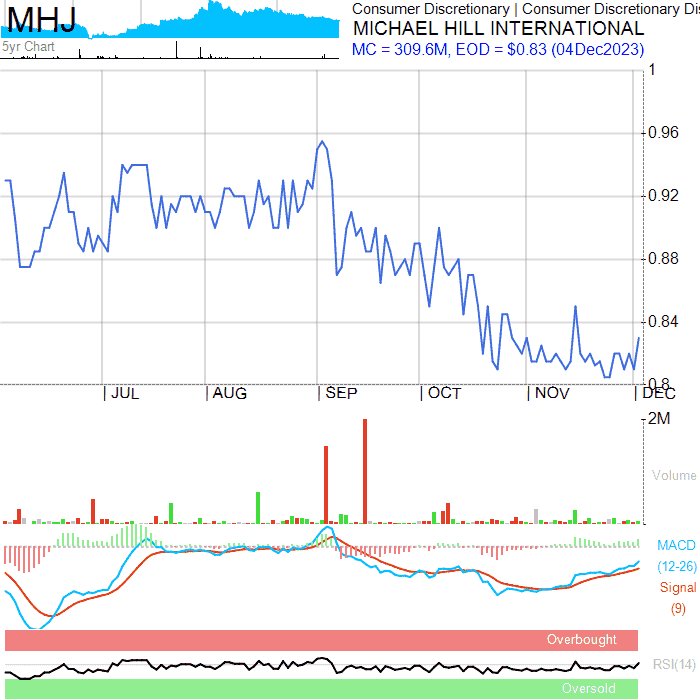 MHJ
5yr Chart
Consumer Discretionary | Consumer Discretionary Dis
MICHAEL HILL INTERNATIONAL
MC = 309.6M, EOD = $0.83 (04Dec2023)
1
0.96
0.92
0.88
0.84
0.8
JUL AUG SEP OCT NOV DEC
2M
Volume
MACD
(12-26)
Signal
(9)
Overbought
RSI(14)
Oversold